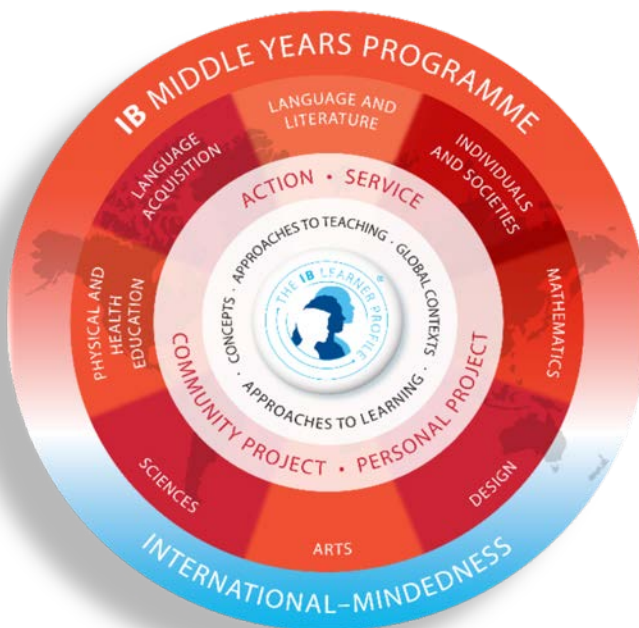 IB MIDDLE YEARS PROGRAMME
LANGUAGE AND
LITERATURE
LANGUAGE
ACQUISITION
INDIVIDUALS
AND SOCIETIES
PHYSICAL AND
HEALTH
EDUCATION
MATHEMATICS
SCIENCES
DESIGN
ARTS
ACTION • SERVICE
COMMUNITY PROJECT • PERSONAL PROJECT
CONCEPTS · APPROACHES TO TEACHING · GLOBAL CONTEXTS ·
· APPROACHES TO LEARNING ·
THE IB LEARNER PROFILE ®
INTERNATIONAL–MINDEDNESS